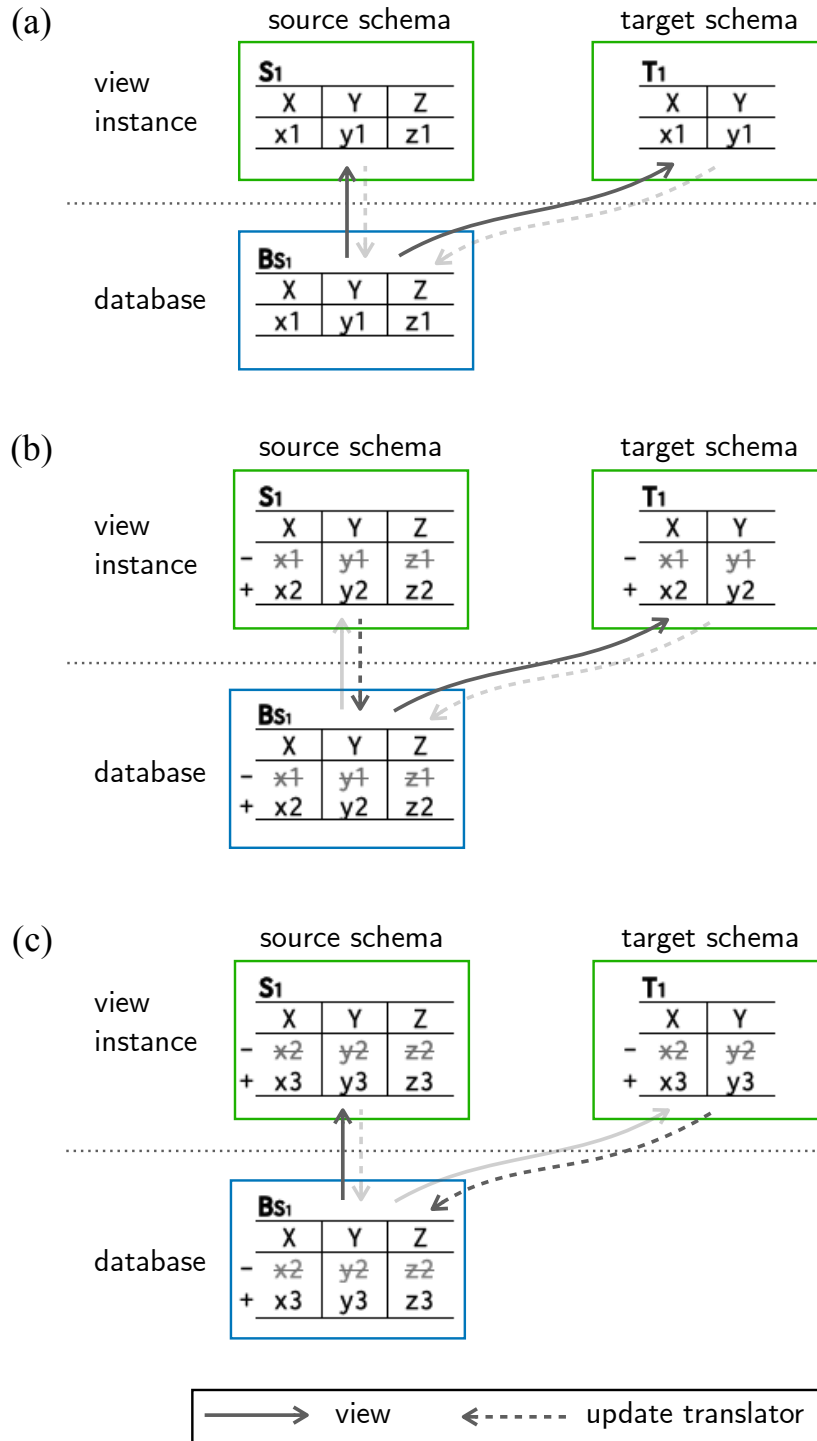 (a)
source schema target schema
view instance
S1
X Y Z
x1 y1 z1
T1
X Y
x1 y1
database
Bs1
X Y Z
x1 y1 z1
(b)
source schema target schema
view instance
S1
X Y Z
- x1 y1 z1
+ x2 y2 z2
T1
X Y
- x1 y1
+ x2 y2
database
Bs1
X Y Z
- x1 y1 z1
+ x2 y2 z2
(c)
source schema target schema
view instance
S1
X Y Z
- x2 y2 z2
+ x3 y3 z3
T1
X Y
- x2 y2
+ x3 y3
database
Bs1
X Y Z
- x2 y2 z2
+ x3 y3 z3
view update translator